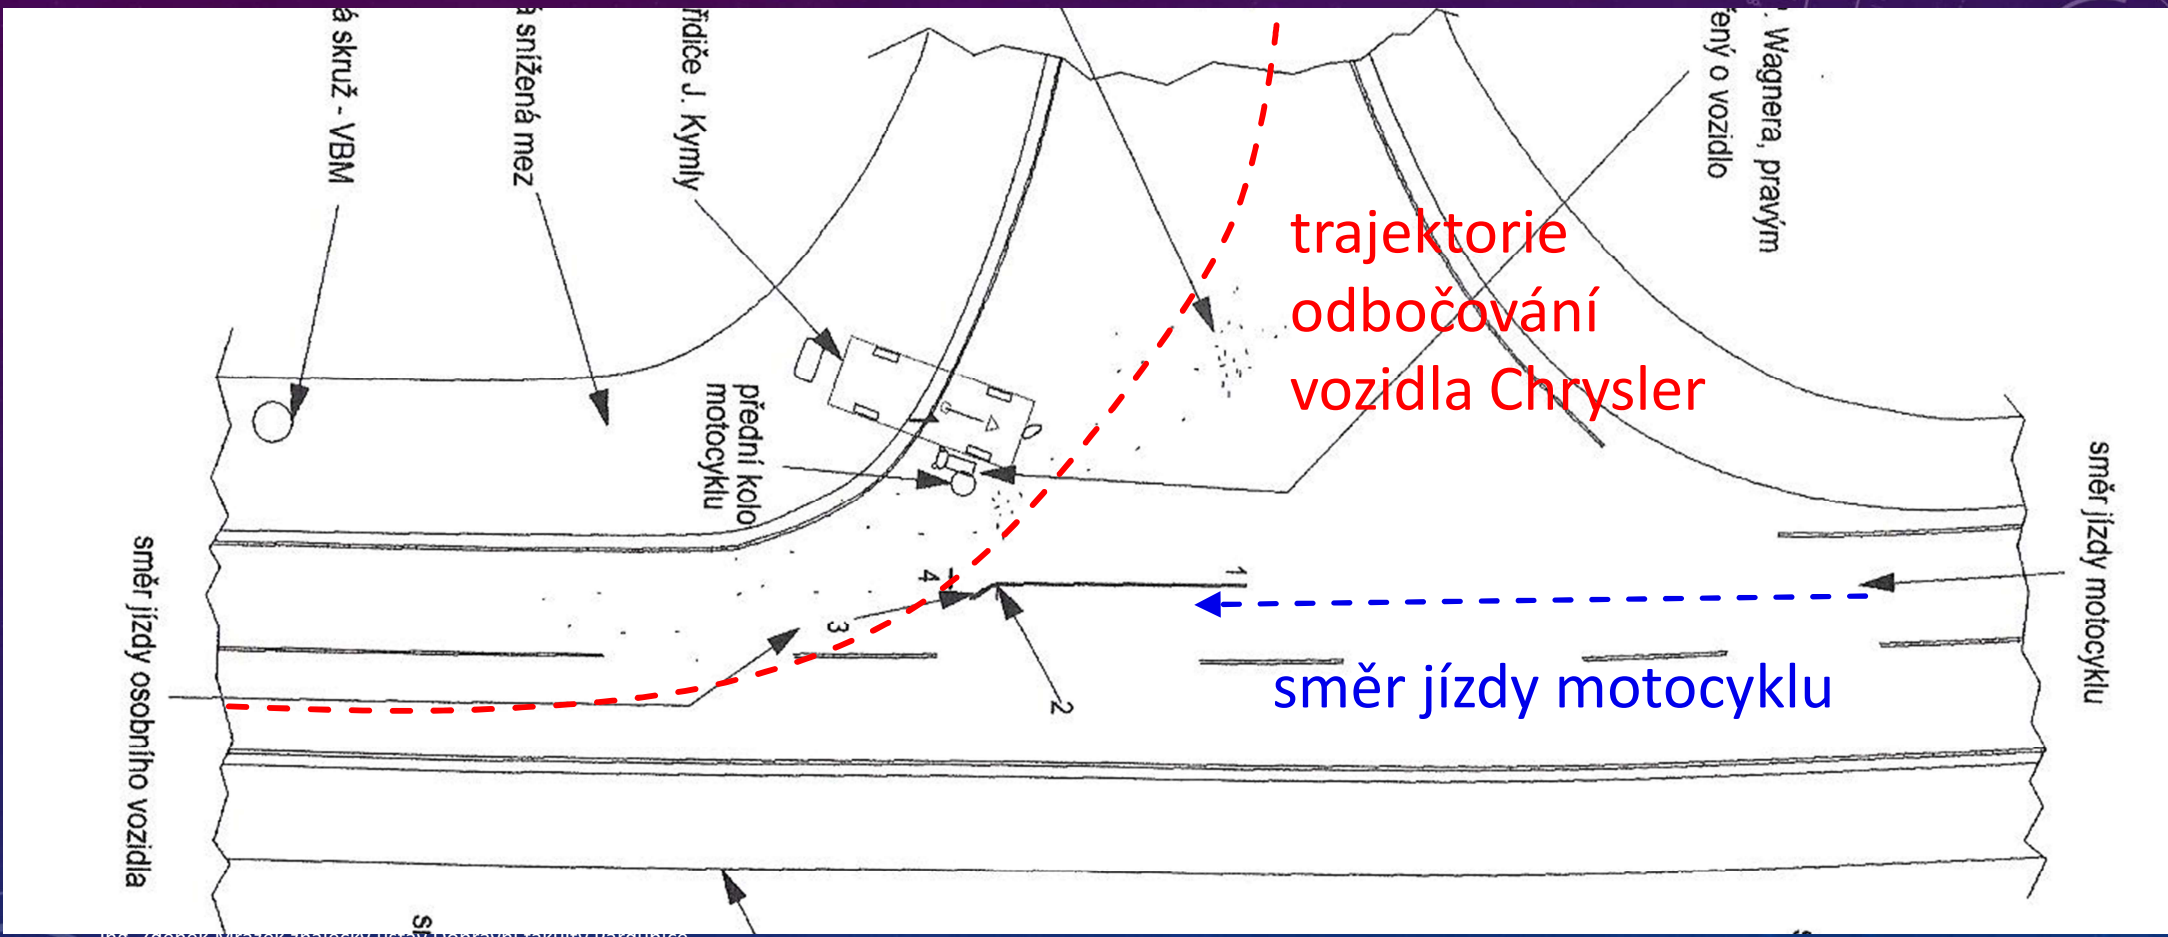 á skruž - VBM
á snížená mez
řidiče J. Kymly
. Wagnera, pravým
řený o vozidlo
trajektorie
odbočování
vozidla Chrysler
přední kolo
motocyklu
směr jízdy motocyklu
směr jízdy osobního vozidla
1
4
3
2
směr jízdy motocyklu